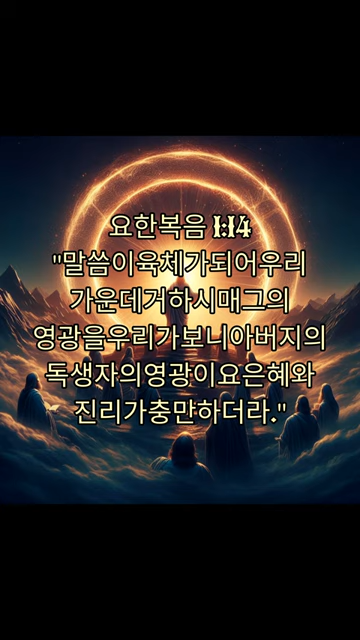 요한복음 1:14
"말씀이육체가되어우리
가운데거하시매그의
영광을우리가보니아버지의
독생자의영광이요은혜와
진리가충만하더라."